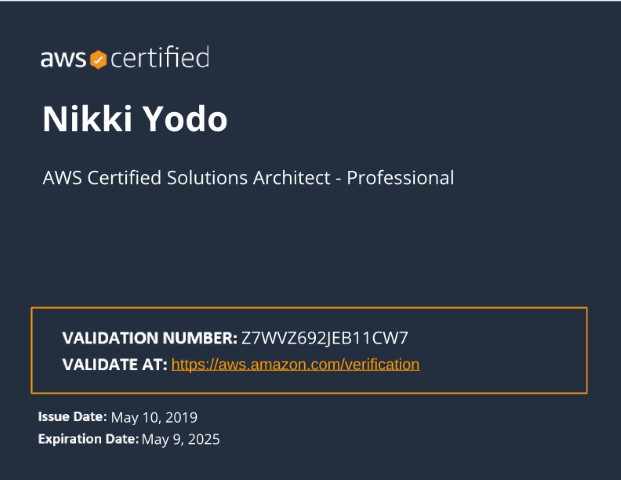 aws certified
Nikki Yodo
AWS Certified Solutions Architect - Professional
VALIDATION NUMBER: Z7WVZ692JEB11CW7
VALIDATE AT: https://aws.amazon.com/verification
Issue Date: May 10, 2019
Expiration Date: May 9, 2025